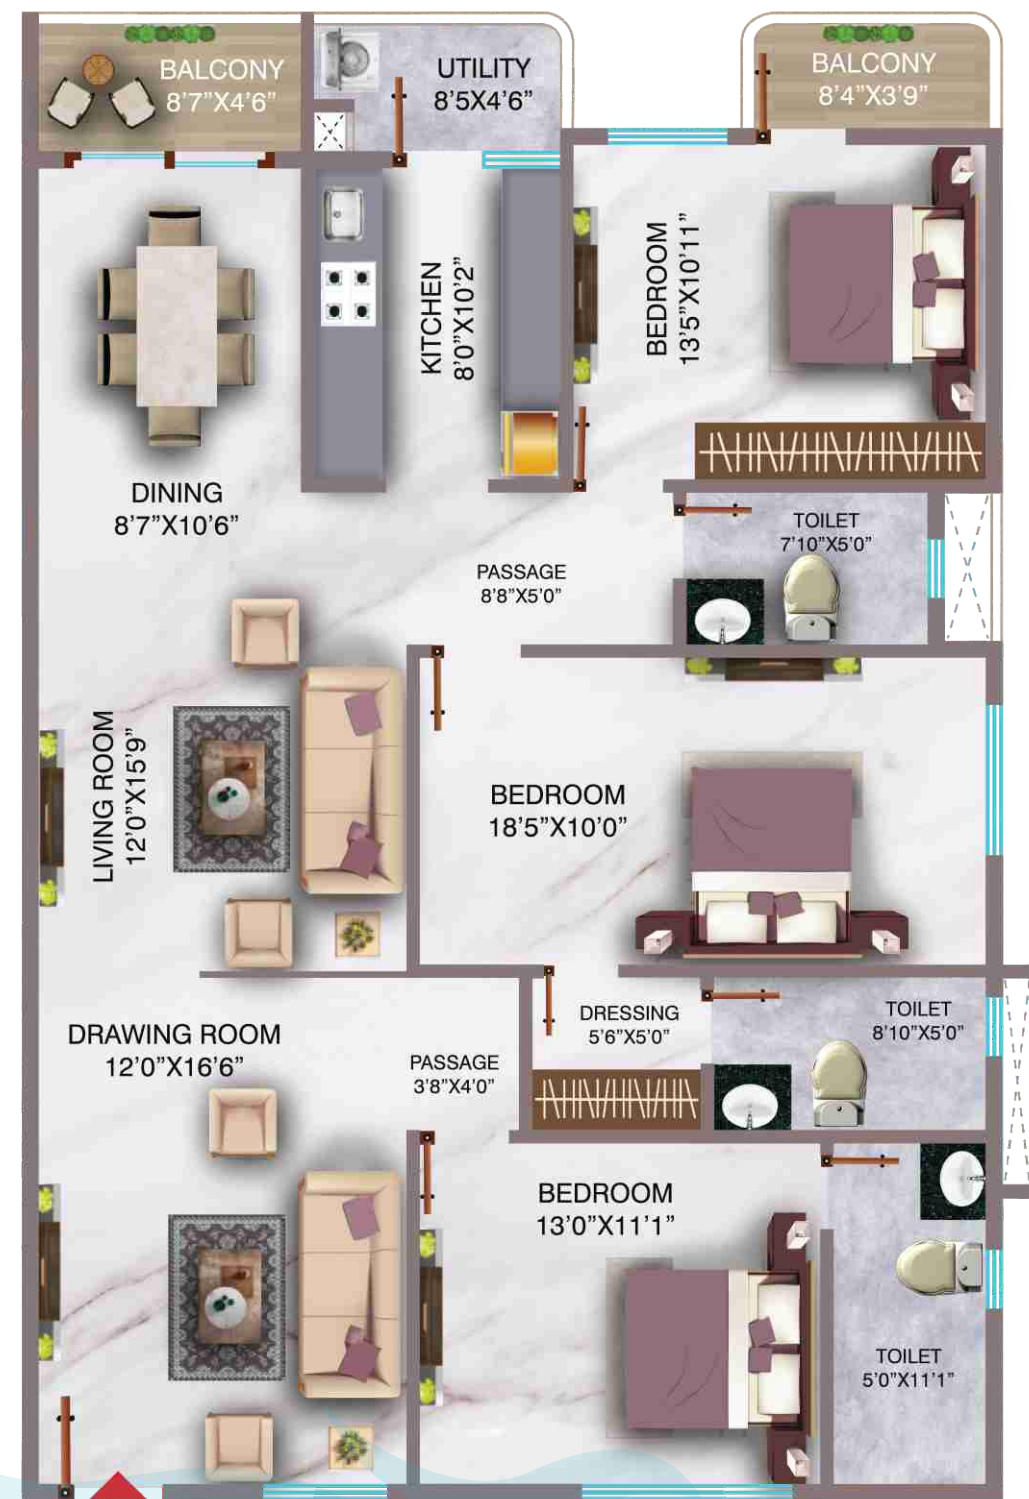 BALCONY
8'7”X4'6”
UTILITY
8'5X4'6”
BALCONY
8'4”X3'9”
KITCHEN
8'0”X10'2”
BEDROOM
13'5”X10'11”
DINING
8'7”X10'6”
TOILET
7'10”X5'0”
PASSAGE
8'8”X5'0”
LIVING ROOM
12'0”X15'9”
BEDROOM
18'5”X10'0”
DRAWING ROOM
12'0”X16'6”
PASSAGE
3'8”X4'0”
DRESSING
5'6”X5'0”
TOILET
8'10”X5'0”
BEDROOM
13'0”X11'1”
TOILET
5'0”X11'1”